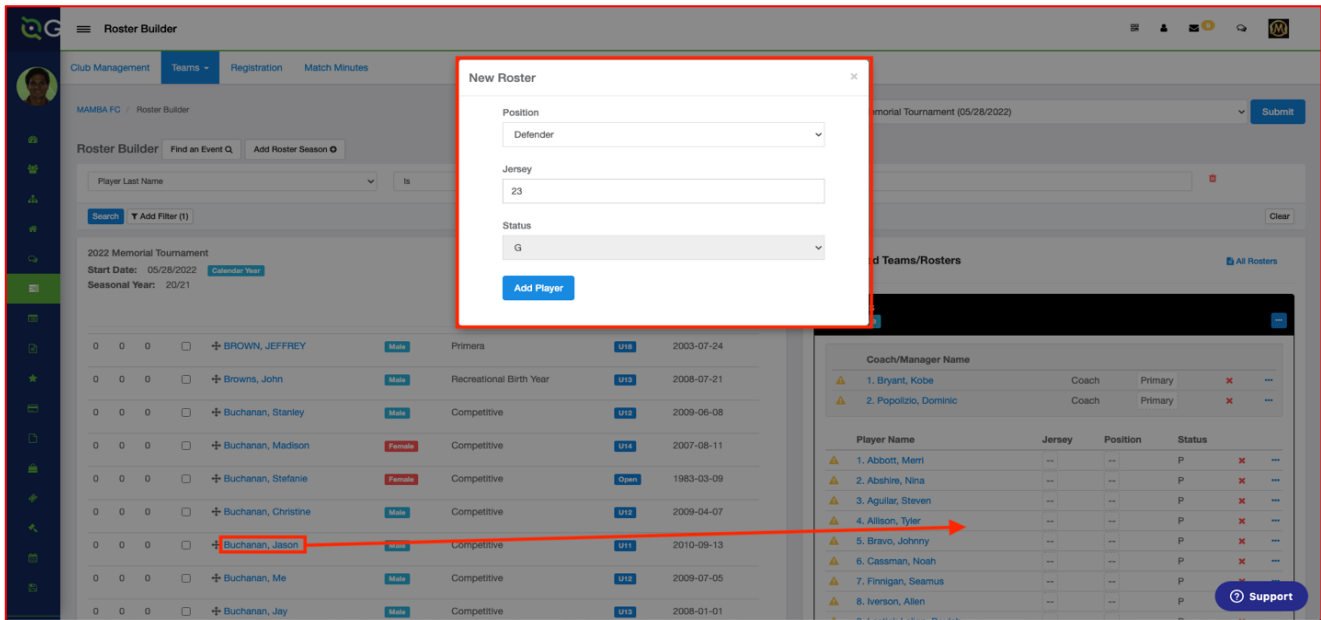 Roster Builder
Club Management Teams Registration Match Minutes
MAMBA FC / Roster Builder
emorial Tournament (05/28/2022) Submit
Roster Builder Find an Event Add Roster Season
Player Last Name Is
Search Add Filter (1) Clear
New Roster ×
Position
Defender
Jersey
23
Status
G
Add Player
2022 Memorial Tournament
Start Date: 05/28/2022 Calendar Year
Seasonal Year: 20/21
0 0 0 BROWN, JEFFREY Male Primera U18 2003-07-24
0 0 0 Browns, John Male Recreational Birth Year U13 2008-07-21
0 0 0 Buchanan, Stanley Male Competitive U12 2009-06-08
0 0 0 Buchanan, Madison Female Competitive U14 2007-08-11
0 0 0 Buchanan, Stefanie Female Competitive Open 1983-03-09
0 0 0 Buchanan, Christine Male Competitive U12 2009-04-07
0 0 0 Buchanan, Jason Male Competitive U11 2010-09-13
0 0 0 Buchanan, Me Male Competitive U12 2009-07-05
0 0 0 Buchanan, Jay Male Competitive U13 2008-01-01
d Teams/Rosters All Rosters
Coach/Manager Name
1. Bryant, Kobe Coach Primary
2. Popolizio, Dominic Coach Primary
Player Name Jersey Position Status
1. Abbott, Merri -- -- P
2. Abshire, Nina -- -- P
3. Aguilar, Steven -- -- P
4. Allison, Tyler -- -- P
5. Bravo, Johnny -- -- P
6. Cassman, Noah -- -- P
7. Finnigan, Seamus -- -- P
8. Iverson, Allen -- -- P
Support